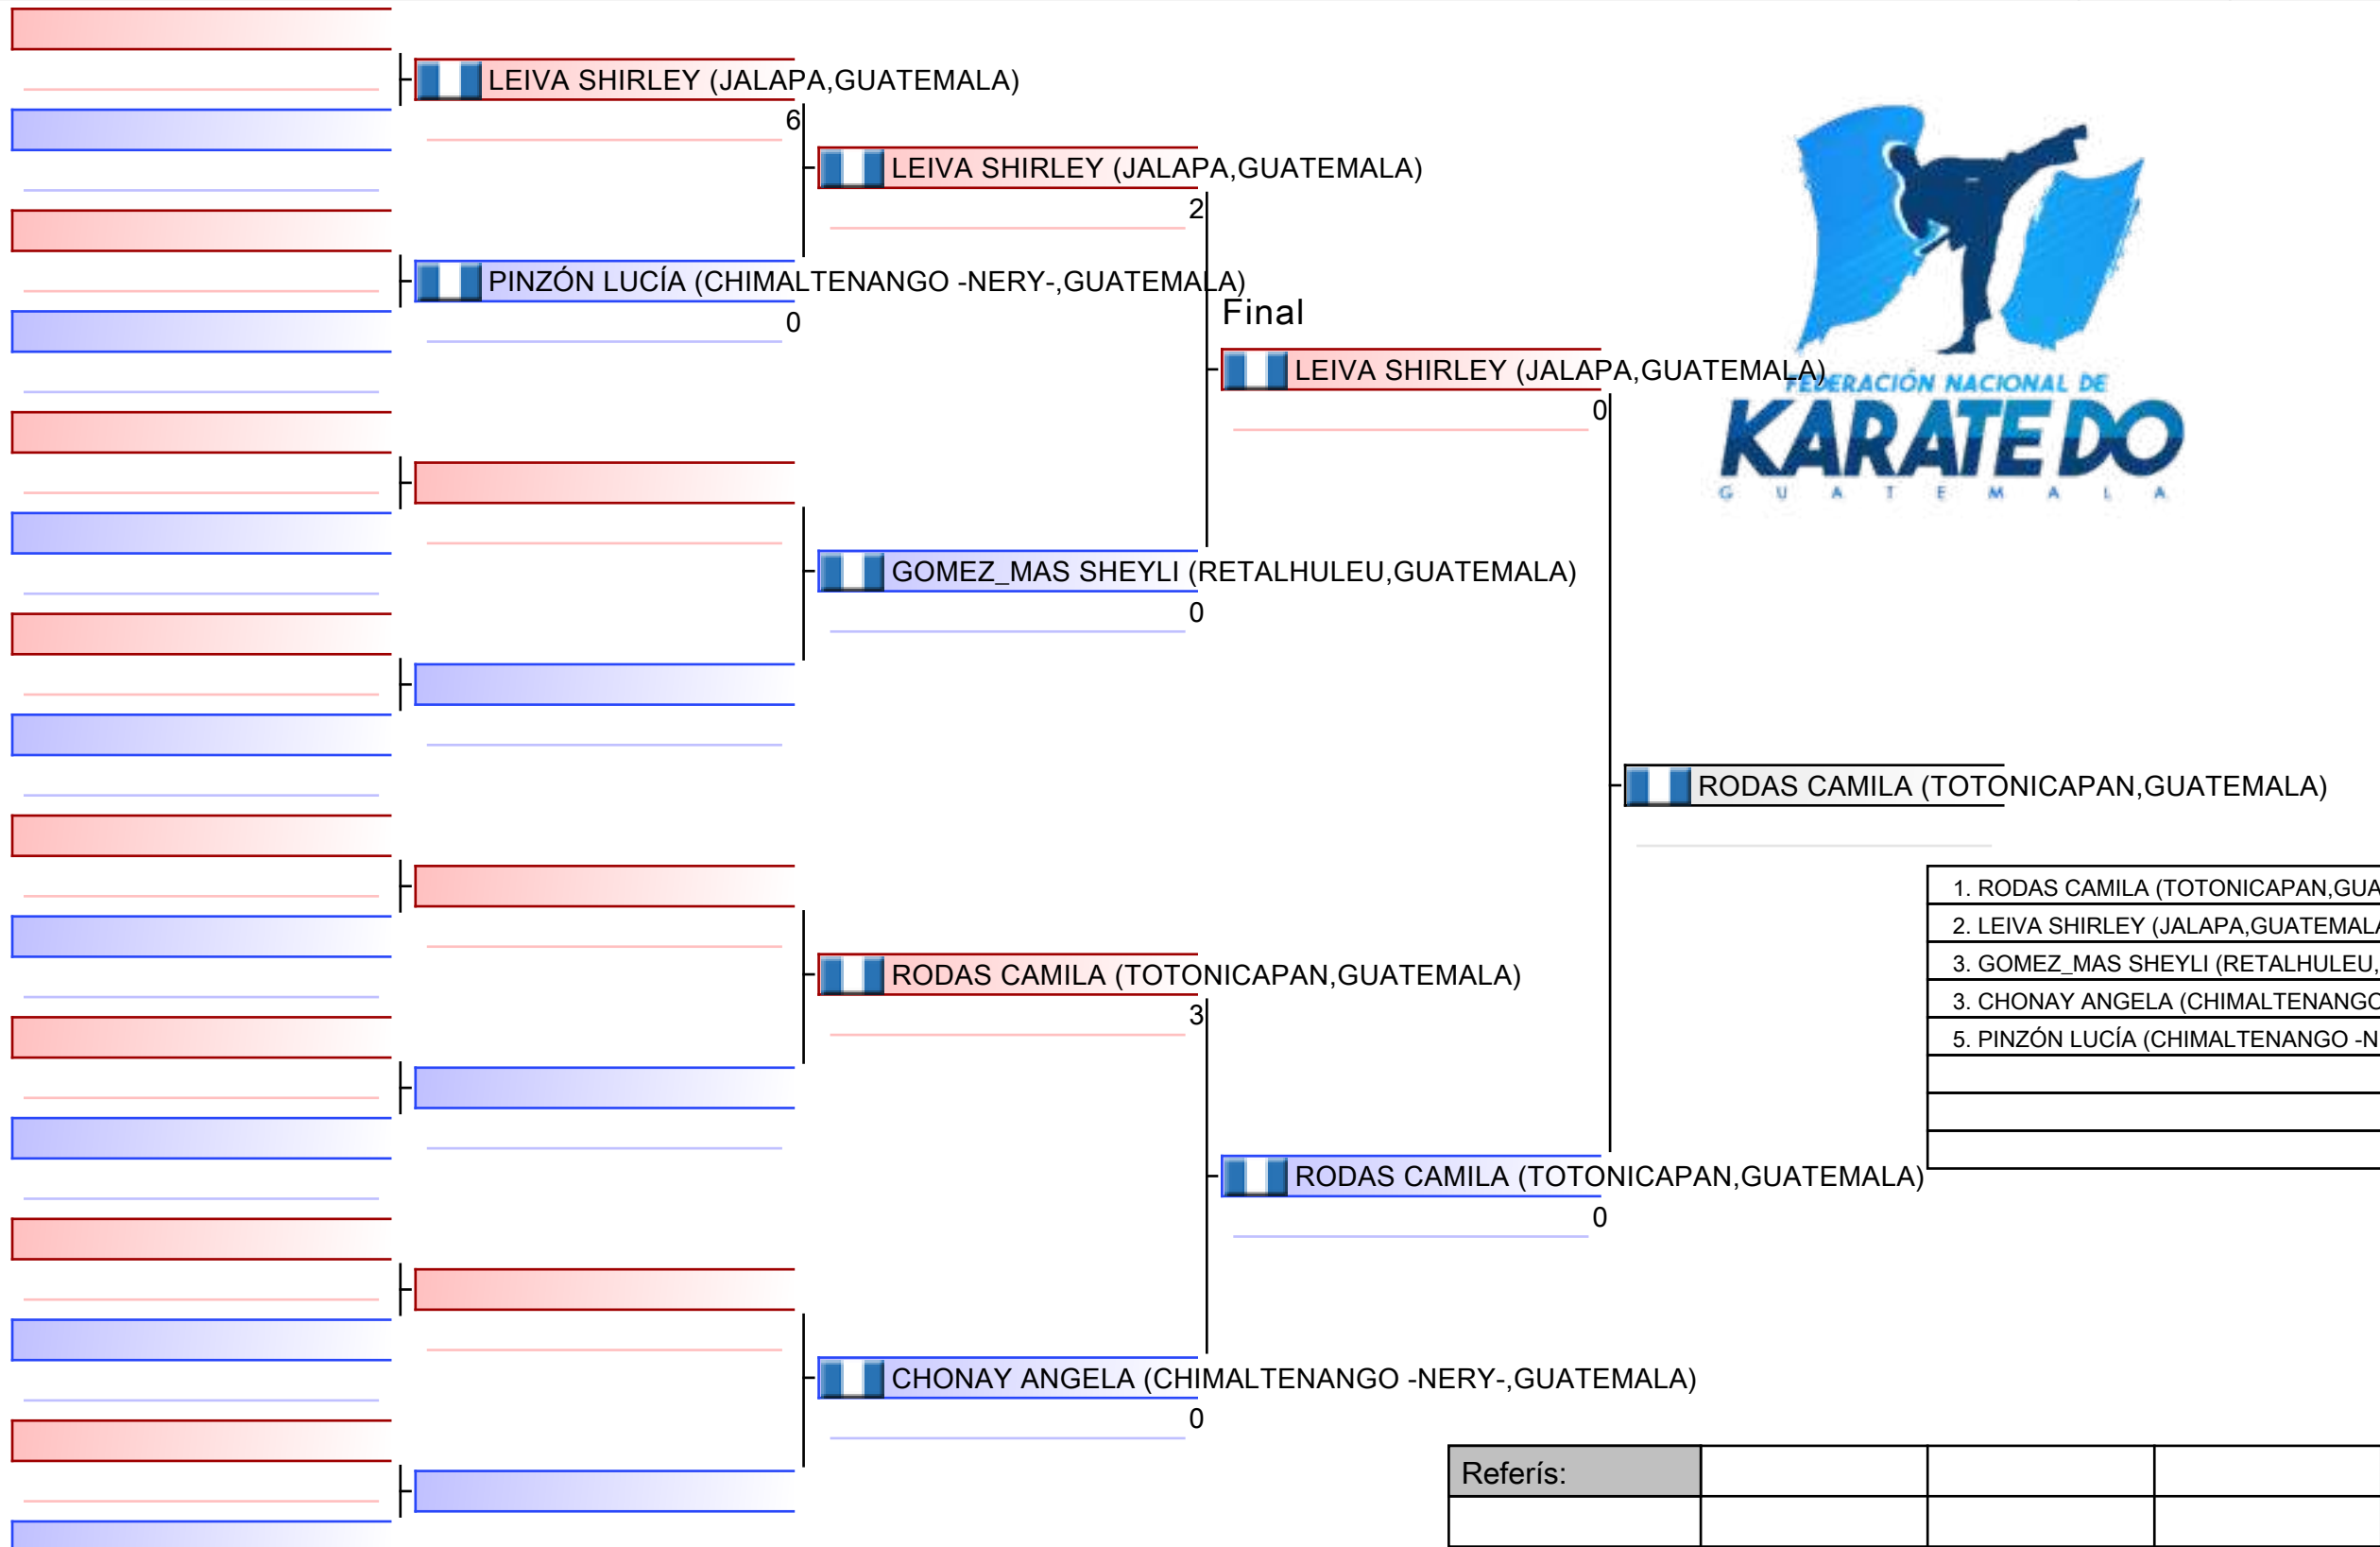 LEIVA SHIRLEY (JALAPA,GUATEMALA)
6
LEIVA SHIRLEY (JALAPA,GUATEMALA)
2
PINZÓN LUCÍA (CHIMALTENANGO -NERY-,GUATEMALA)
0
Final
LEIVA SHIRLEY (JALAPA,GUATEMALA)
0
FEDERACIÓN NACIONAL DE
KARATE DO
GUATEMALA
GOMEZ_MAS SHEYLI (RETALHULEU,GUATEMALA)
0
RODAS CAMILA (TOTONICAPAN,GUATEMALA)
1. RODAS CAMILA (TOTONICAPAN,GUA
2. LEIVA SHIRLEY (JALAPA,GUATEMALA
3. GOMEZ_MAS SHEYLI (RETALHULEU,
3. CHONAY ANGELA (CHIMALTENANGO
5. PINZÓN LUCÍA (CHIMALTENANGO -N
RODAS CAMILA (TOTONICAPAN,GUATEMALA)
3
RODAS CAMILA (TOTONICAPAN,GUATEMALA)
0
CHONAY ANGELA (CHIMALTENANGO -NERY-,GUATEMALA)
0
Referís: